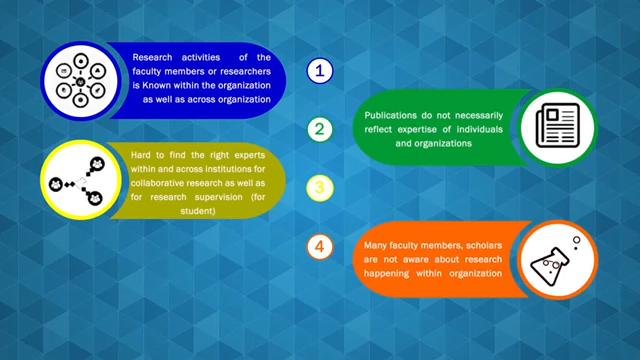 Research activities of the
faculty members or researchers
is Known within the organization
as well as across organization
1
Publications do not necessarily
reflect expertise of individuals
and organizations
2
Hard to find the right experts
within and across institutions for
collaborative research as well as
for research supervision (for
student)
3
Many faculty members, scholars
are not aware about research
happening within organization
4